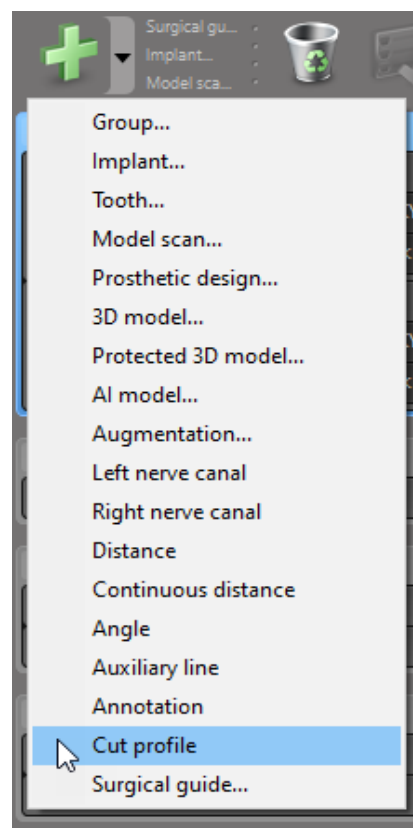 Surgical gu...
Implant...
Model sca...
Group...
Implant...
Tooth...
Model scan...
Prosthetic design...
3D model...
Protected 3D model...
AI model...
Augmentation...
Left nerve canal
Right nerve canal
Distance
Continuous distance
Angle
Auxiliary line
Annotation
Cut profile
Surgical guide...